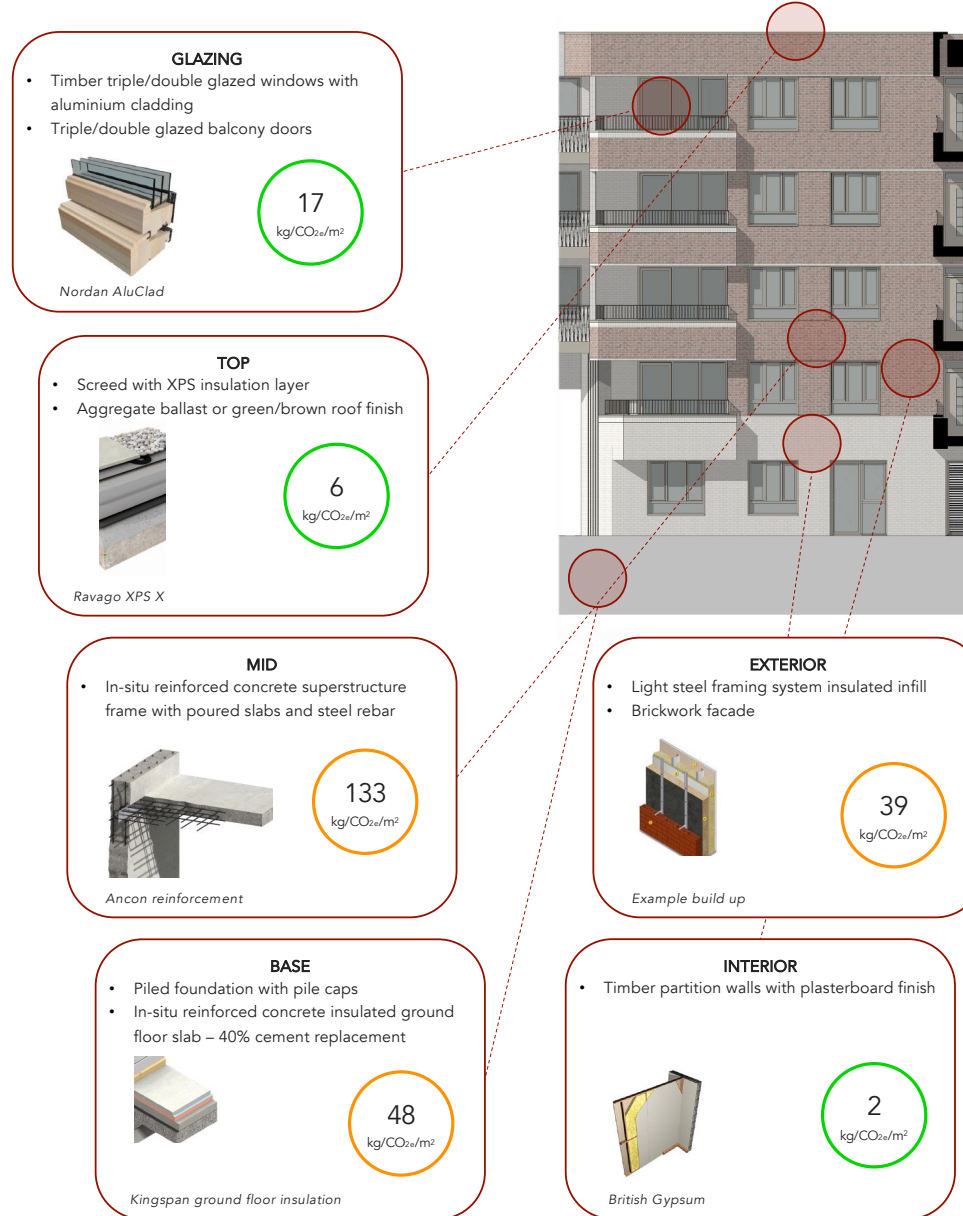 GLAZING
• Timber triple/double glazed windows with
aluminium cladding
• Triple/double glazed balcony doors
17
kg/CO₂ₑ/m²
Nordan AluClad
TOP
• Screed with XPS insulation layer
• Aggregate ballast or green/brown roof finish
6
kg/CO₂ₑ/m²
Ravago XPS X
MID
• In-situ reinforced concrete superstructure
frame with poured slabs and steel rebar
133
kg/CO₂ₑ/m²
Ancon reinforcement
EXTERIOR
• Light steel framing system insulated infill
• Brickwork facade
39
kg/CO₂ₑ/m²
Example build up
BASE
• Piled foundation with pile caps
• In-situ reinforced concrete insulated ground
floor slab – 40% cement replacement
48
kg/CO₂ₑ/m²
Kingspan ground floor insulation
INTERIOR
• Timber partition walls with plasterboard finish
2
kg/CO₂ₑ/m²
British Gypsum